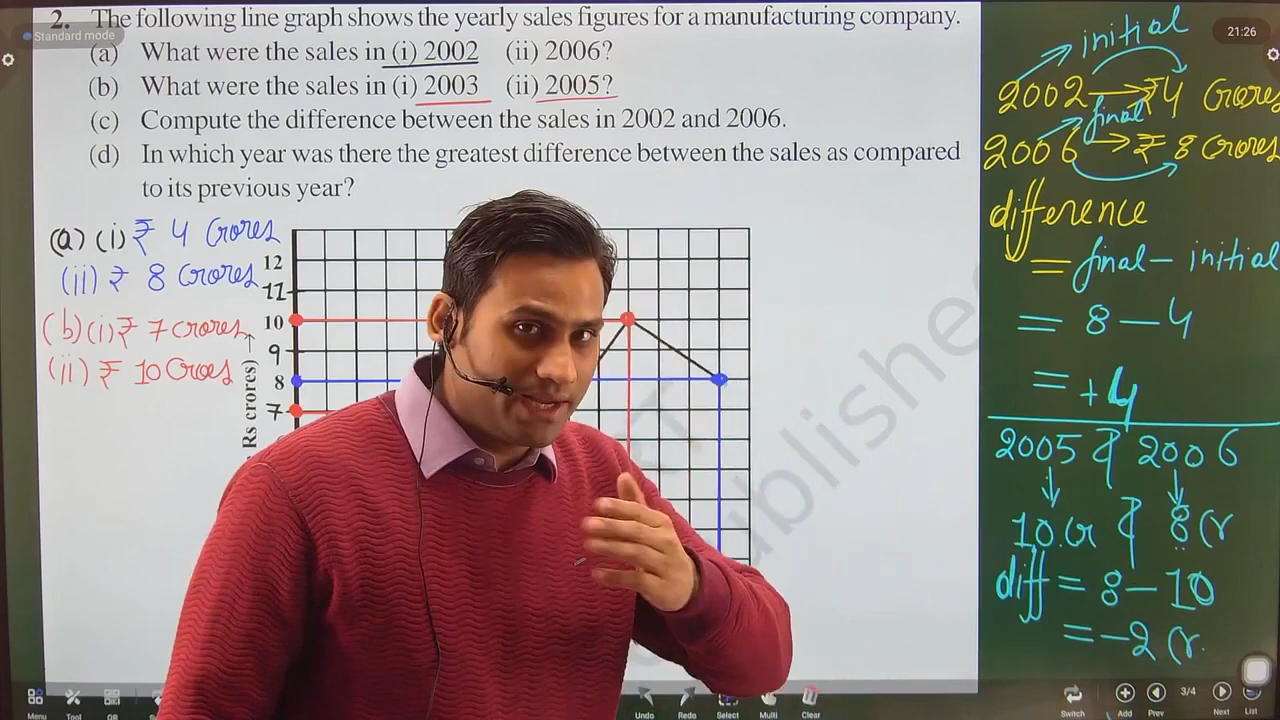 2. The following line graph shows the yearly sales figures for a manufacturing company.
Standard mode
21:26
(a) What were the sales in (i) 2002 (ii) 2006?
(b) What were the sales in (i) 2003 (ii) 2005?
(c) Compute the difference between the sales in 2002 and 2006.
(d) In which year was there the greatest difference between the sales as compared
to its previous year?
(a) (i) ₹ 4 Crores
(ii) ₹ 8 Crores
(b) (i) ₹ 7 crores
(ii) ₹ 10 Croes
12
11
10
9
8
7
Rs crores)
initial
2002 → ₹4 Crores
final
2006 → ₹ 8 Crores
difference
= final – initial
= 8 – 4
= +4
2005 & 2006
10 Cr & 8 Cr
diff = 8 – 10
= –2 Cr.
ublishe
Menu
Tool
QR
Undo
Redo
Select
Multi
Clear
Switch
Add
Prev
3/4
Next
List